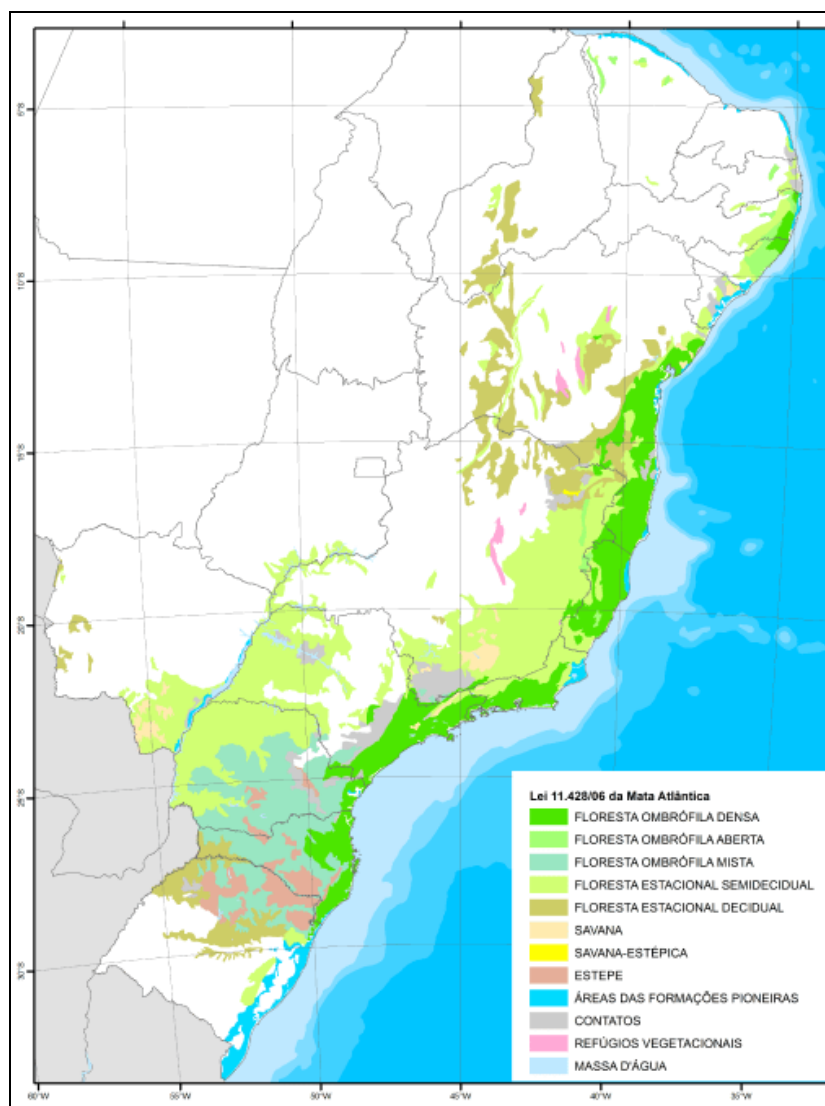 5°S
10°S
15°S
20°S
25°S
30°S
Lei 11.428/06 da Mata Atlântica
FLORESTA OMBRÓFILA DENSA
FLORESTA OMBRÓFILA ABERTA
FLORESTA OMBRÓFILA MISTA
FLORESTA ESTACIONAL SEMIDECIDUAL
FLORESTA ESTACIONAL DECIDUAL
SAVANA
SAVANA-ESTÉPICA
ESTEPE
ÁREAS DAS FORMAÇÕES PIONEIRAS
CONTATOS
REFÚGIOS VEGETACIONAIS
MASSA D'ÁGUA
60°W 55°W 50°W 45°W 40°W 35°W